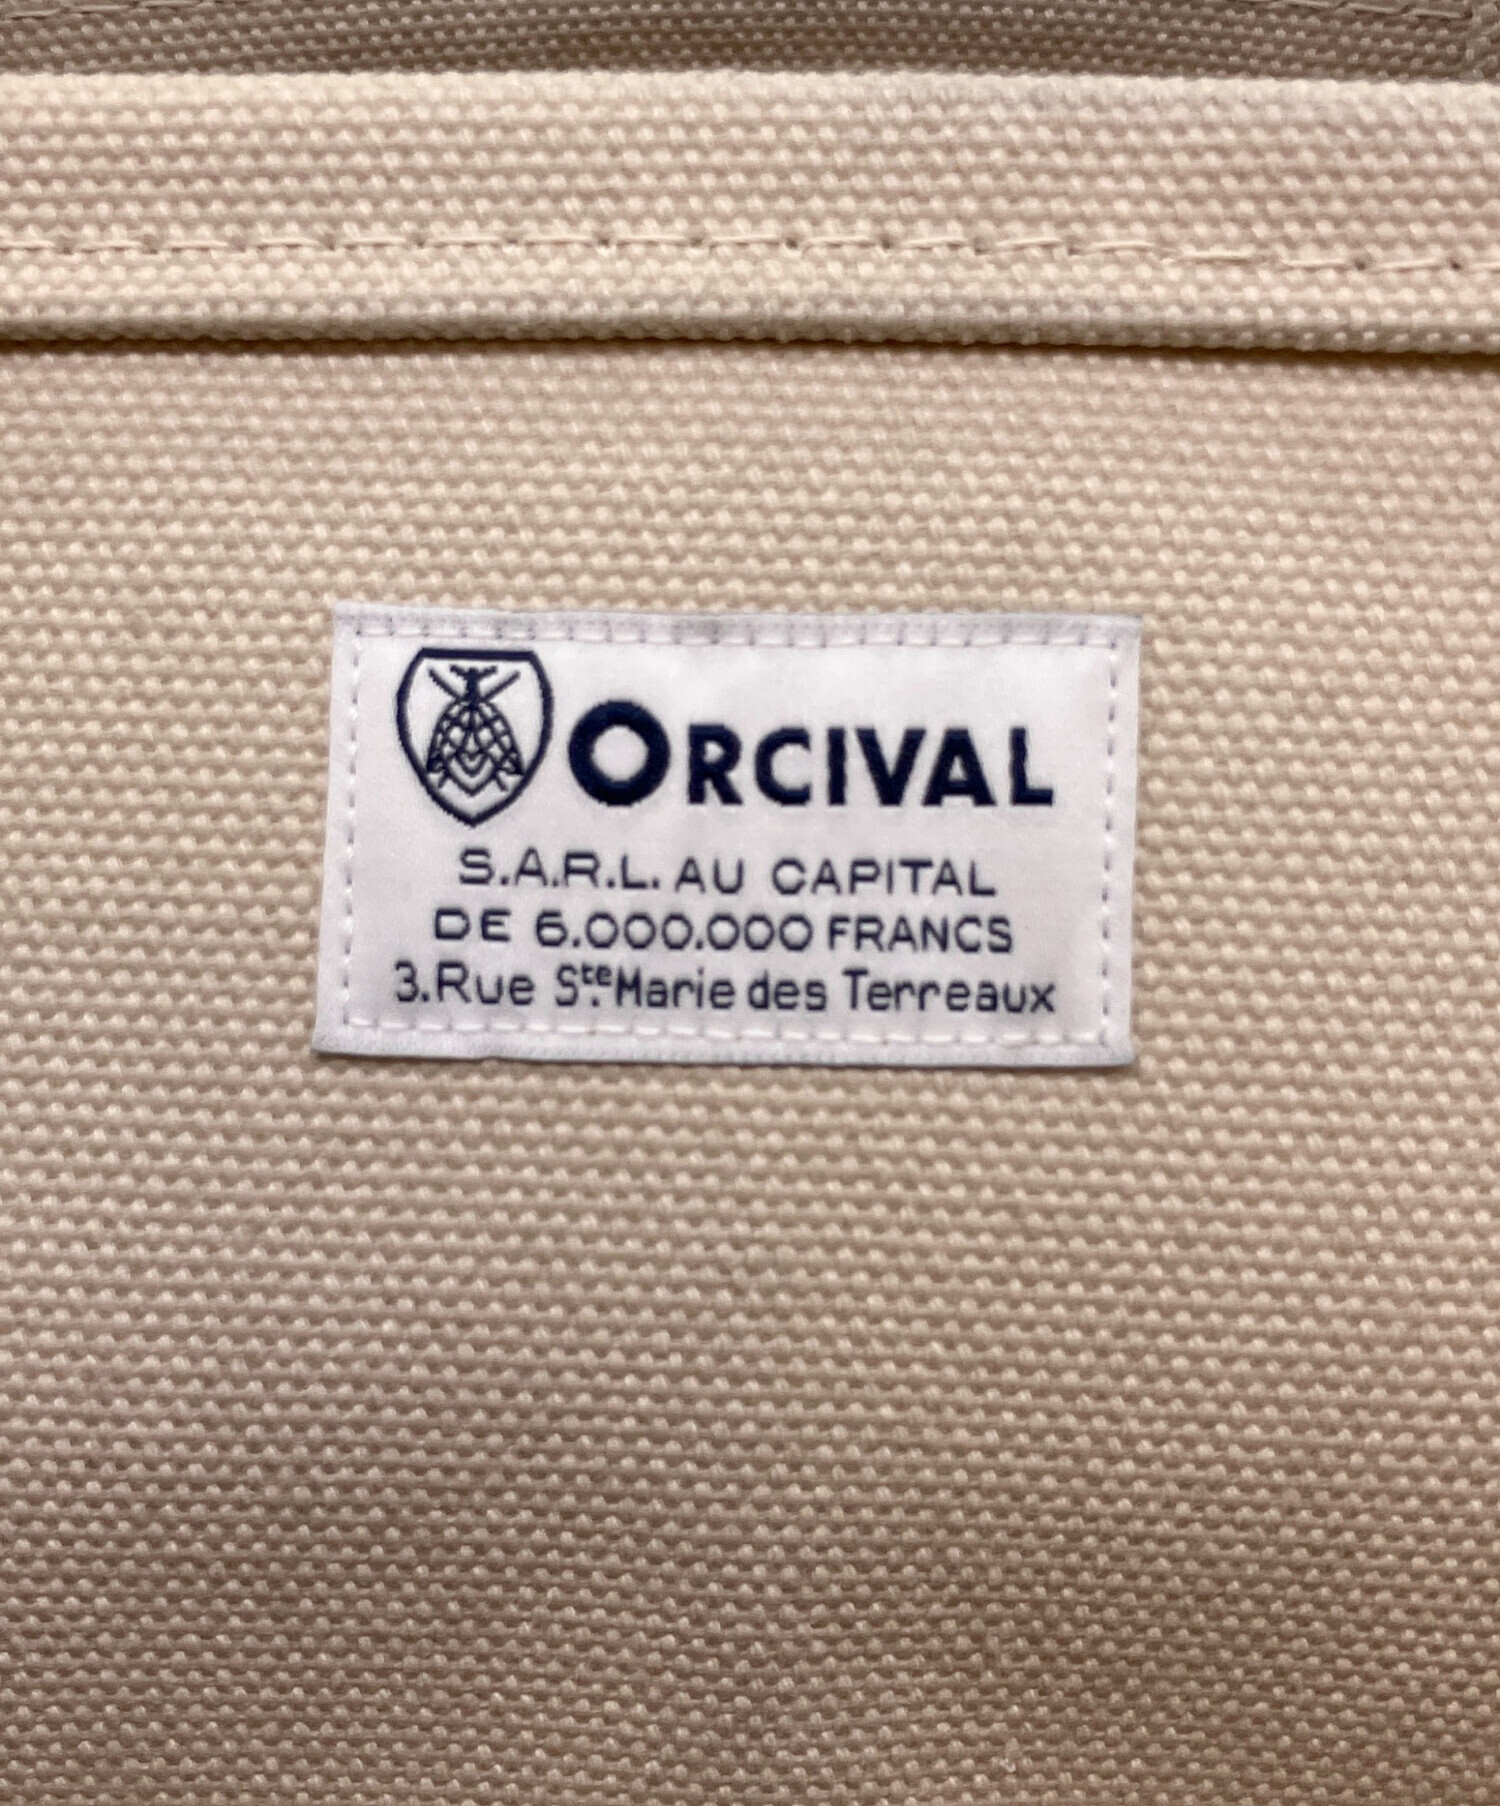 ORCIVAL
S.A.R.L. AU CAPITAL
DE 6.000.000 FRANCS
3.Rue Ste. Marie des Terreaux